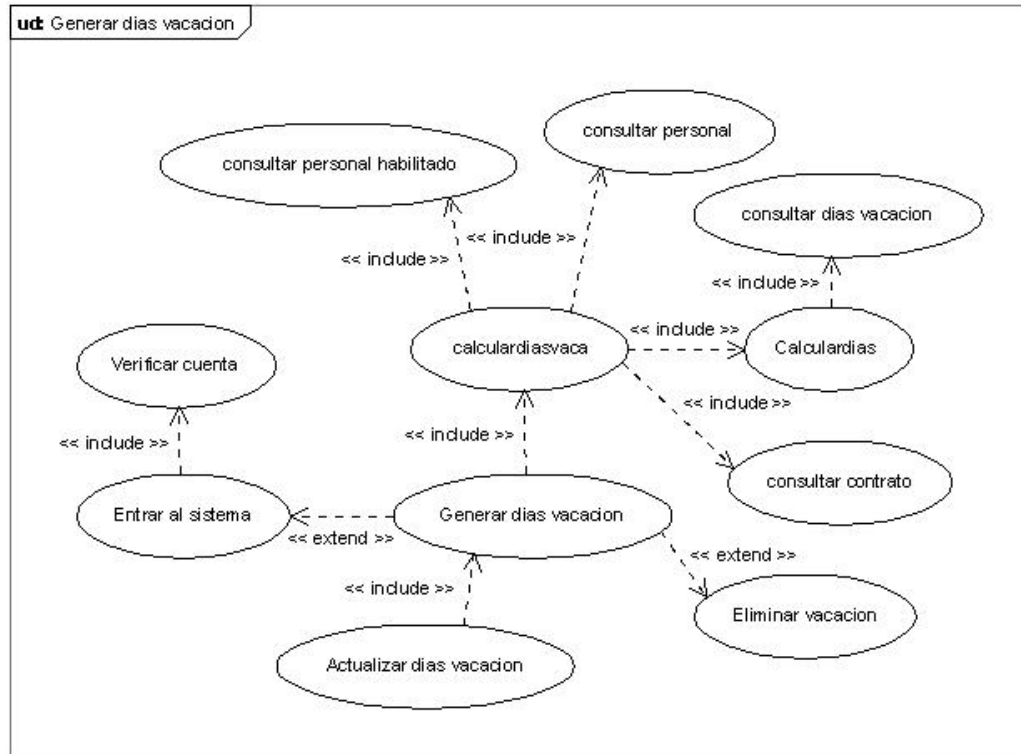 uc: Generar dias vacacion
consultar personal
consultar personal habilitado
consultar dias vacacion
<< include >>
<< include >>
<< include >>
<< include >>
calculardiasvaca
Calculardias
Verificar cuenta
<< include >>
<< include >>
<< include >>
consultar contrato
Entrar al sistema
Generar dias vacacion
<< extend >>
<< extend >>
<< include >>
Eliminar vacacion
Actualizar dias vacacion